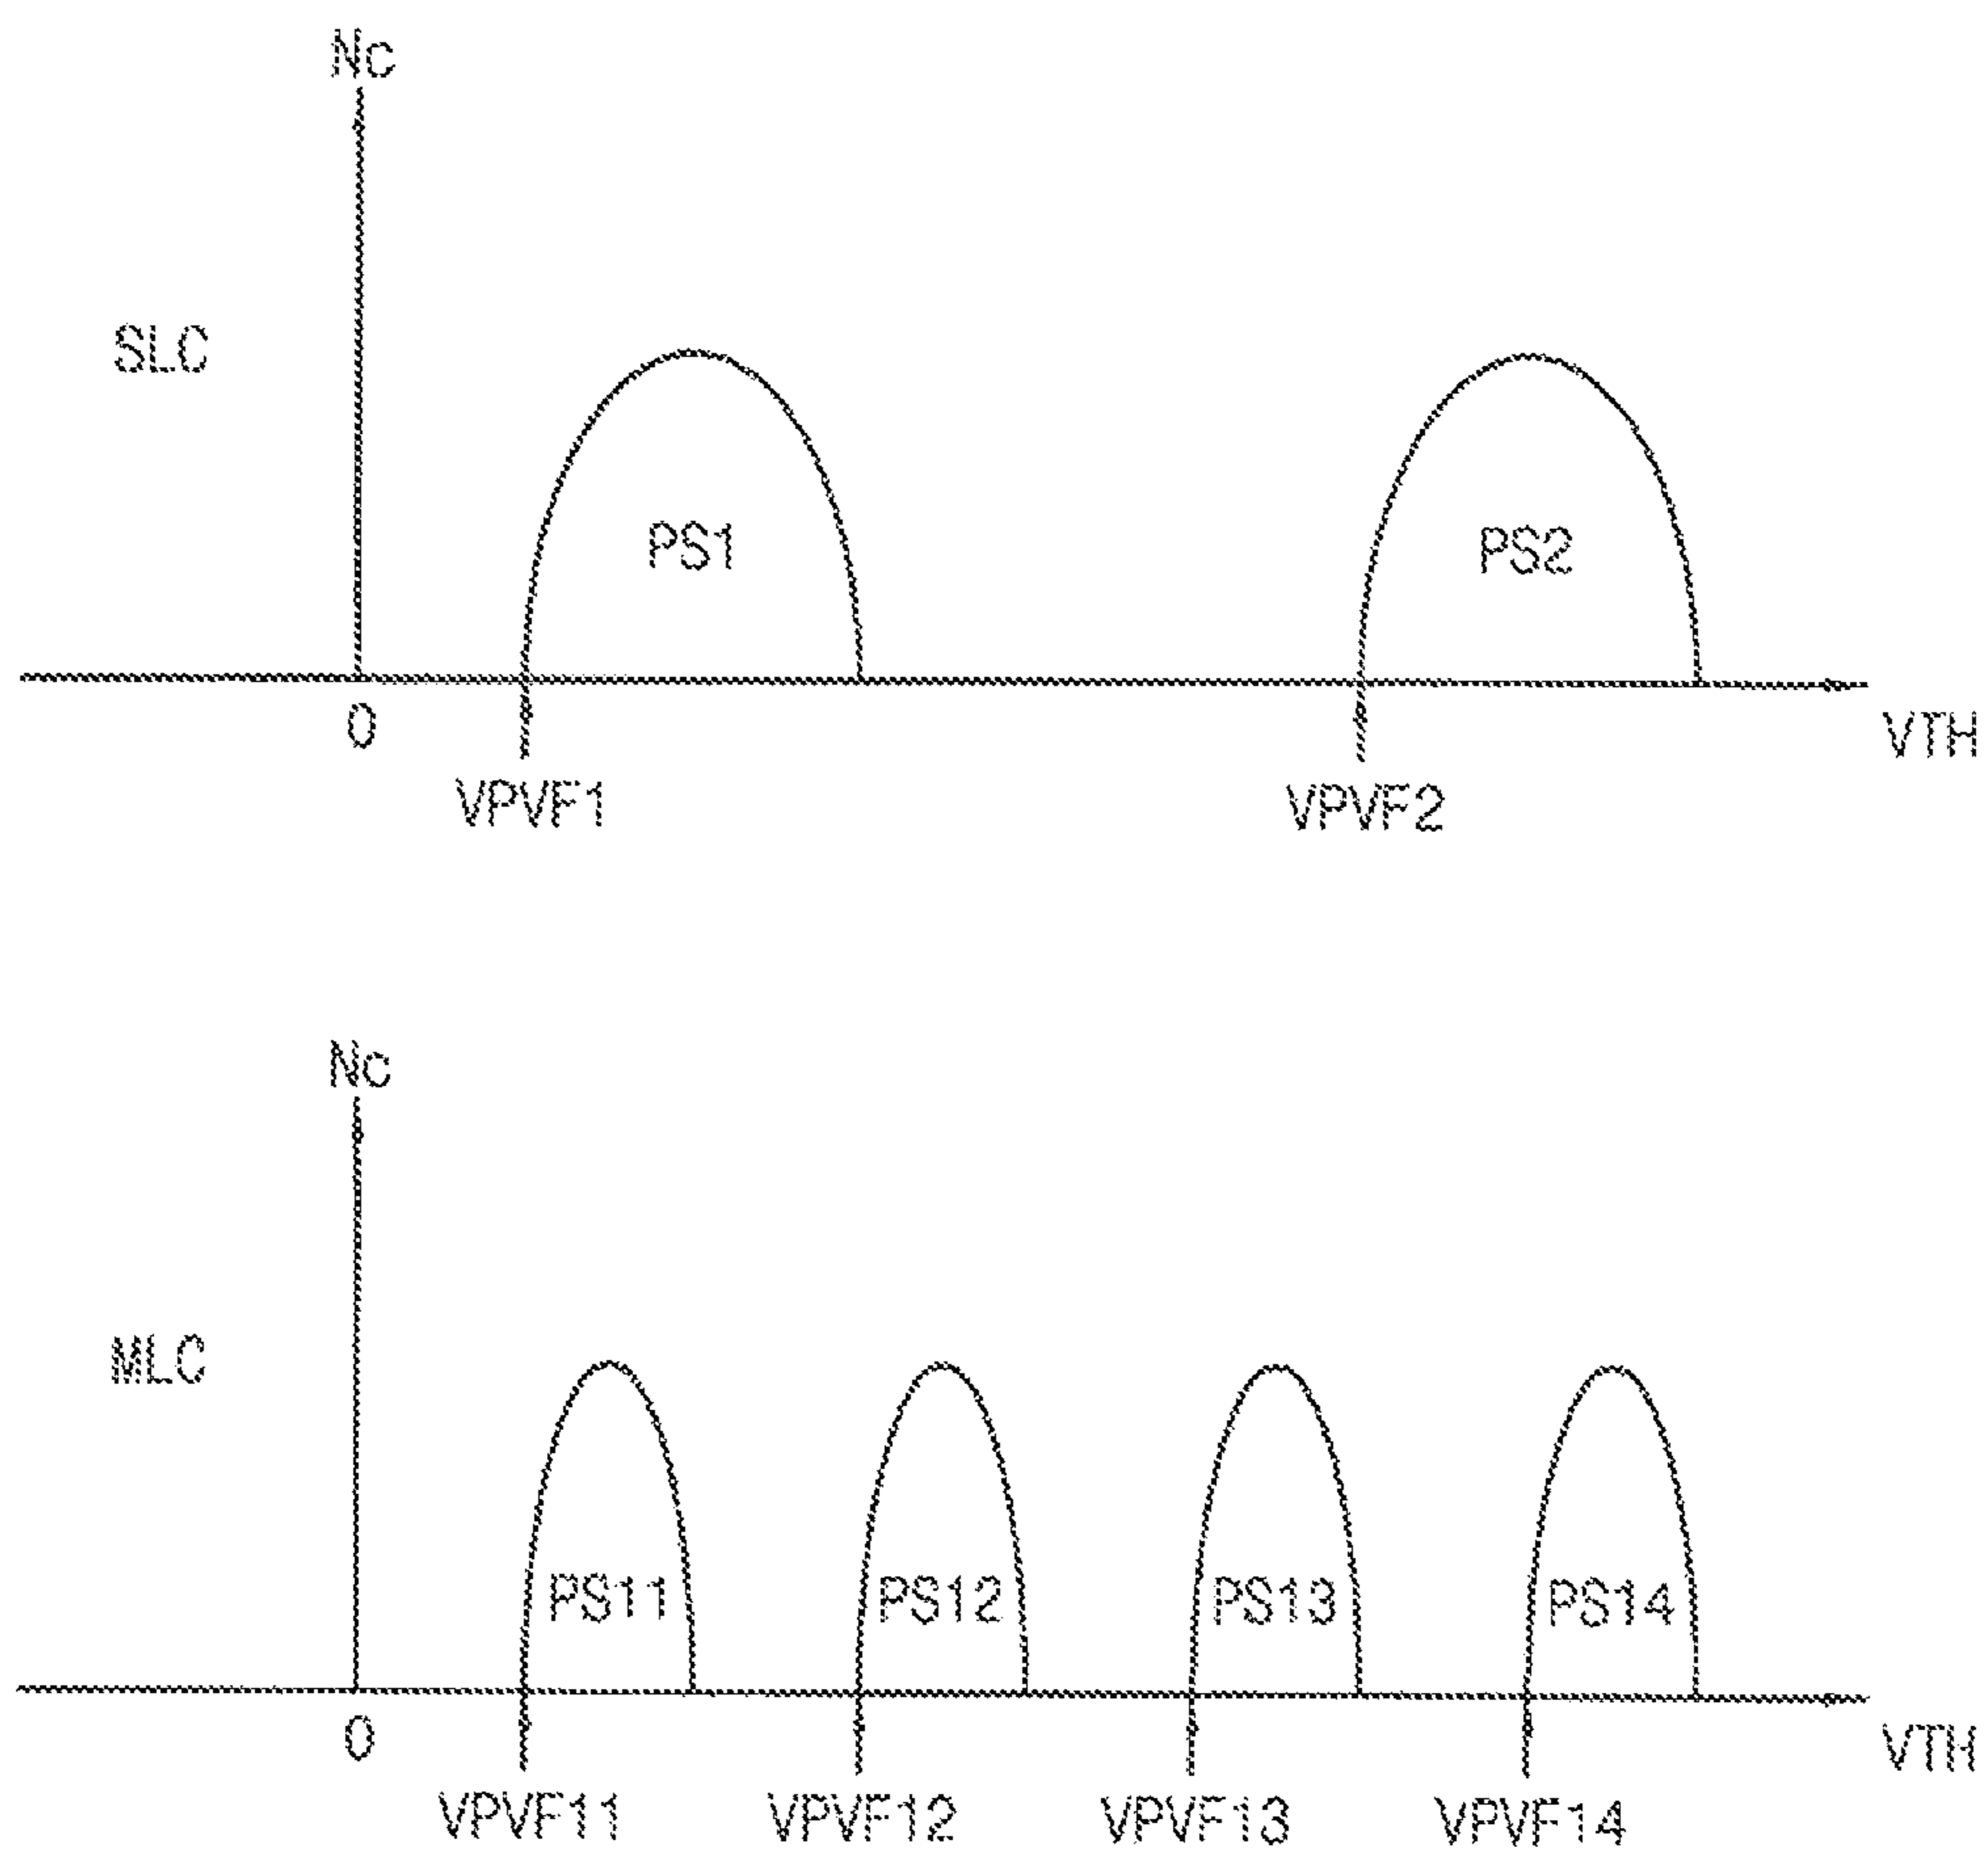 Nc
SLC
PS1 PS2
0 VTH
VPVF1 VPVF2
Nc
MLC
PS11 PS12 PS13 PS14
0 VTH
VPVF11 VPVF12 VPVF13 VPVF14